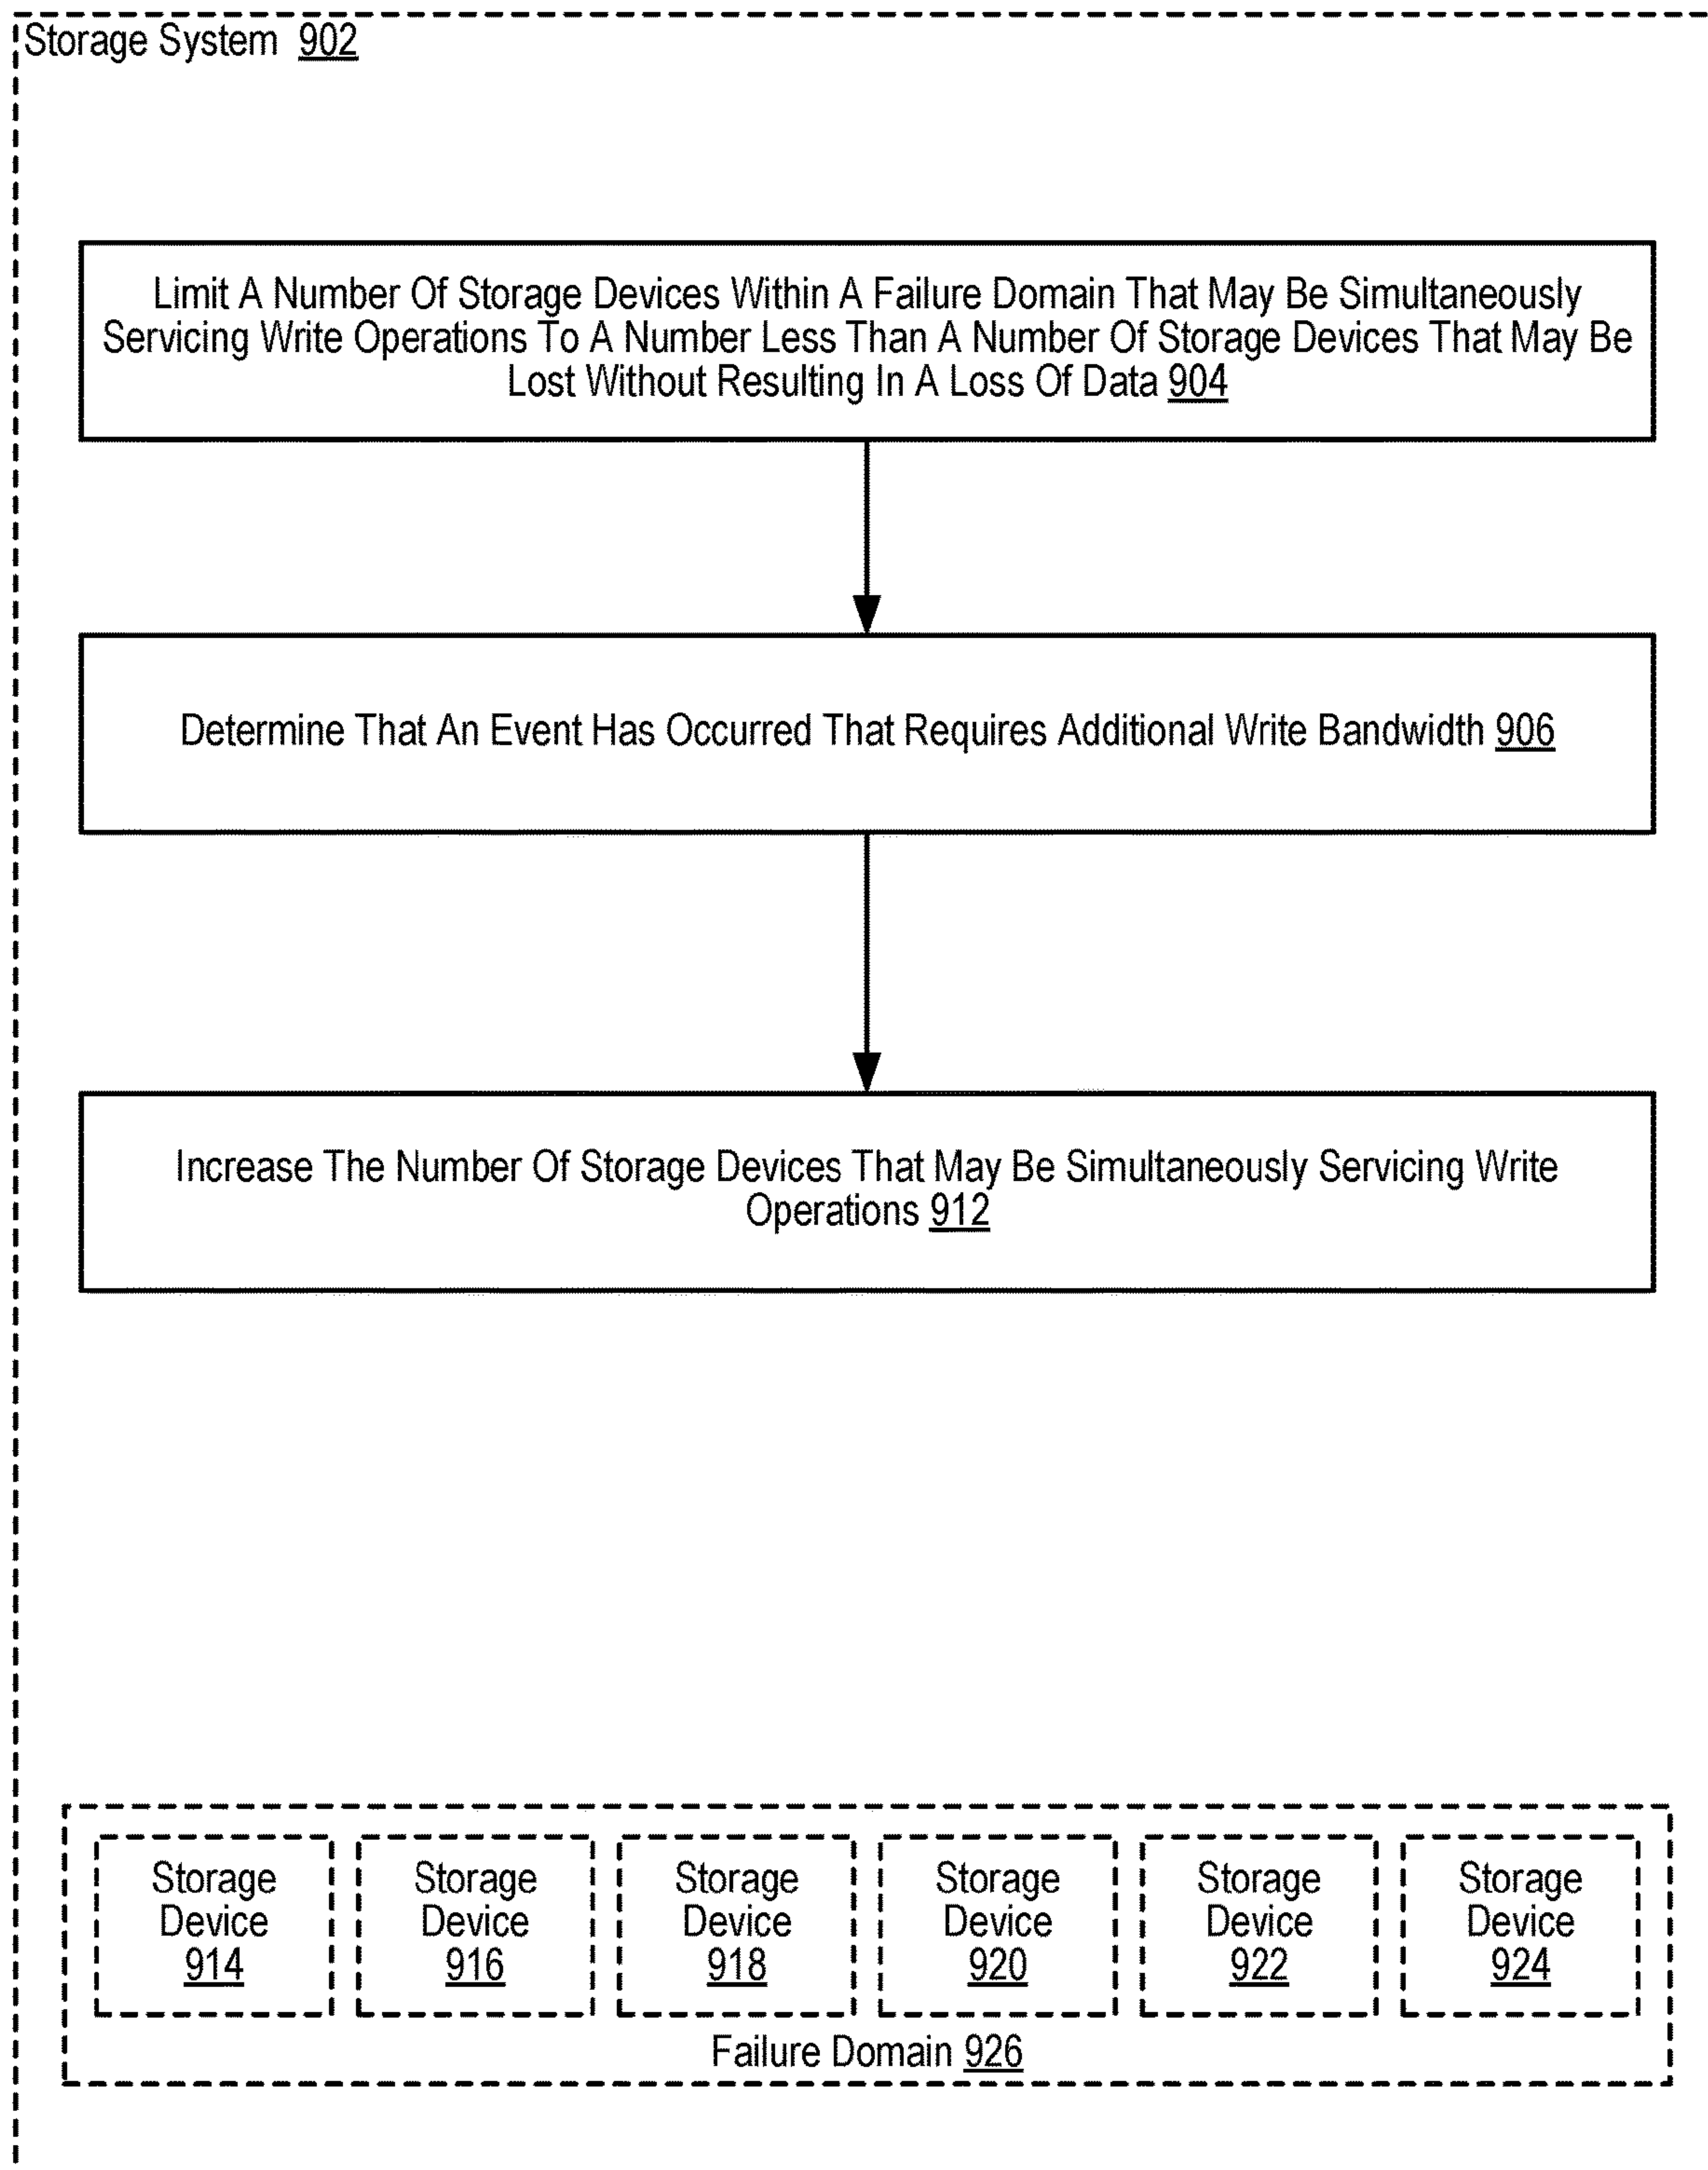 Storage System 902
Limit A Number Of Storage Devices Within A Failure Domain That May Be Simultaneously
Servicing Write Operations To A Number Less Than A Number Of Storage Devices That May Be
Lost Without Resulting In A Loss Of Data 904
Determine That An Event Has Occurred That Requires Additional Write Bandwidth 906
Increase The Number Of Storage Devices That May Be Simultaneously Servicing Write
Operations 912
Storage
Device
914
Storage
Device
916
Storage
Device
918
Storage
Device
920
Storage
Device
922
Storage
Device
924
Failure Domain 926